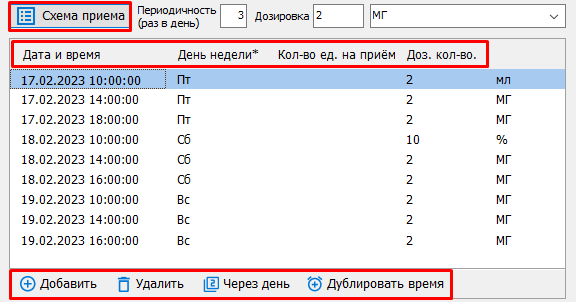 Схема приема Периодичность (раз в день) 3 Дозировка 2 МГ
Дата и время День недели* Кол-во ед. на приём Доз. кол-во.
17.02.2023 10:00:00 Пт 2 мл
17.02.2023 14:00:00 Пт 2 МГ
17.02.2023 18:00:00 Пт 2 МГ
18.02.2023 10:00:00 Сб 10 %
18.02.2023 14:00:00 Сб 2 МГ
18.02.2023 16:00:00 Сб 2 МГ
19.02.2023 10:00:00 Вс 2 МГ
19.02.2023 14:00:00 Вс 2 МГ
19.02.2023 16:00:00 Вс 2 МГ
Добавить Удалить 2 Через день Дублировать время